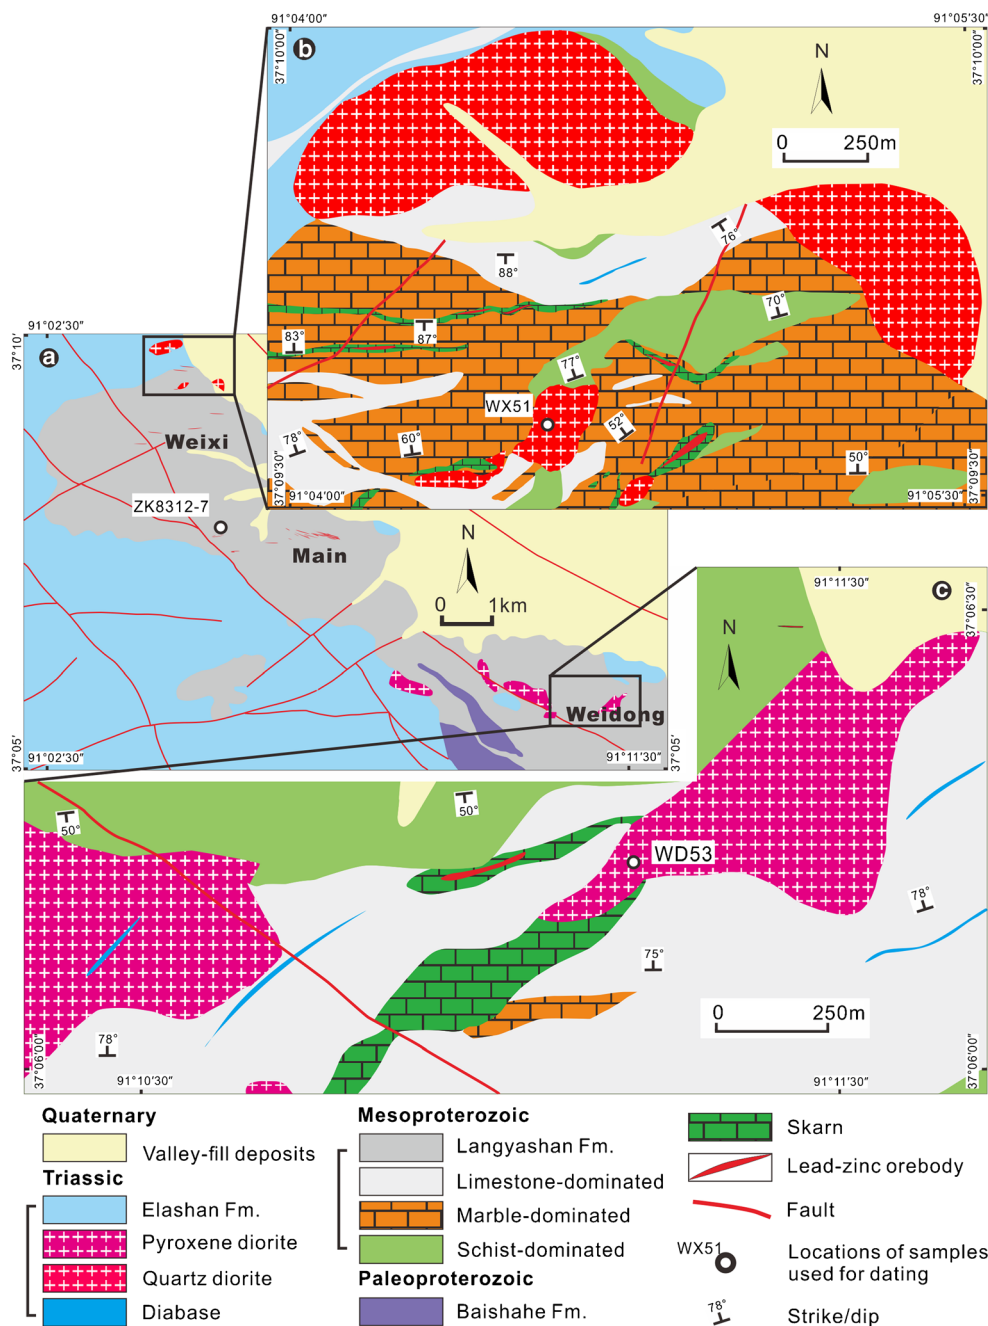 91°04′00″
91°05′30″
37°10′00″
b
N
37°10′00″
0 250m
76°
88°
70°
91°02′30″
37°10′
a
83°
87°
77°
WX51
Weixi
78°
60°
52°
50°
37°09′30″
91°04′00″
91°05′30″
37°09′30″
ZK8312-7
Main
N
0 1km
91°11′30″
c
37°06′30″
N
Weidong
37°05′
91°02′30″
91°11′30″
37°05′
50°
50°
WD53
78°
75°
0 250m
78°
37°06′00″
37°06′00″
91°10′30″
91°11′30″
Quaternary
Valley-fill deposits
Triassic
Elashan Fm.
Pyroxene diorite
Quartz diorite
Diabase
Mesoproterozoic
Langyashan Fm.
Limestone-dominated
Marble-dominated
Schist-dominated
Paleoproterozoic
Baishahe Fm.
Skarn
Lead-zinc orebody
Fault
WX51
Locations of samples
used for dating
78°
Strike/dip